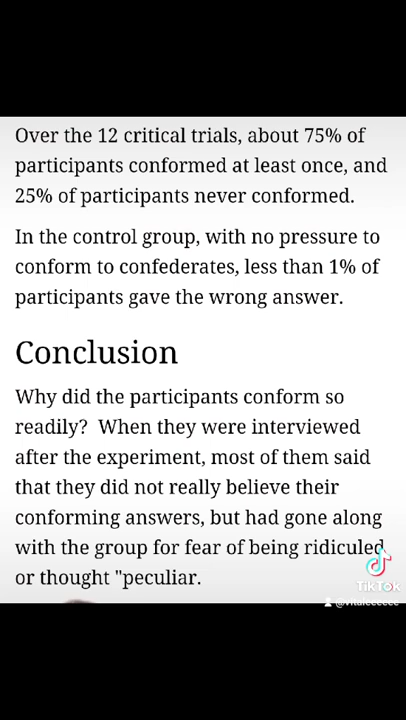 Over the 12 critical trials, about 75% of
participants conformed at least once, and
25% of participants never conformed.
In the control group, with no pressure to
conform to confederates, less than 1% of
participants gave the wrong answer.
Conclusion
Why did the participants conform so
readily?  When they were interviewed
after the experiment, most of them said
that they did not really believe their
conforming answers, but had gone along
with the group for fear of being ridiculed
or thought "peculiar.
TikTok